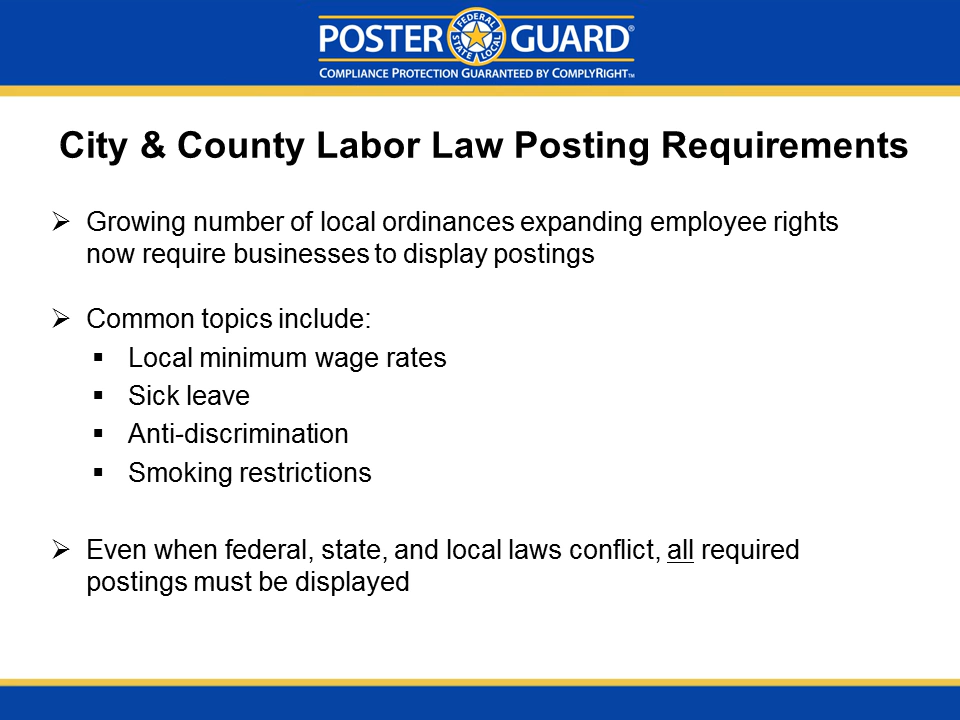 POSTER GUARD®
FEDERAL STATE LOCAL
COMPLIANCE PROTECTION GUARANTEED BY COMPLYRIGHT™
City & County Labor Law Posting Requirements
➢ Growing number of local ordinances expanding employee rights
now require businesses to display postings
➢ Common topics include:
▪ Local minimum wage rates
▪ Sick leave
▪ Anti-discrimination
▪ Smoking restrictions
➢ Even when federal, state, and local laws conflict, all required
postings must be displayed